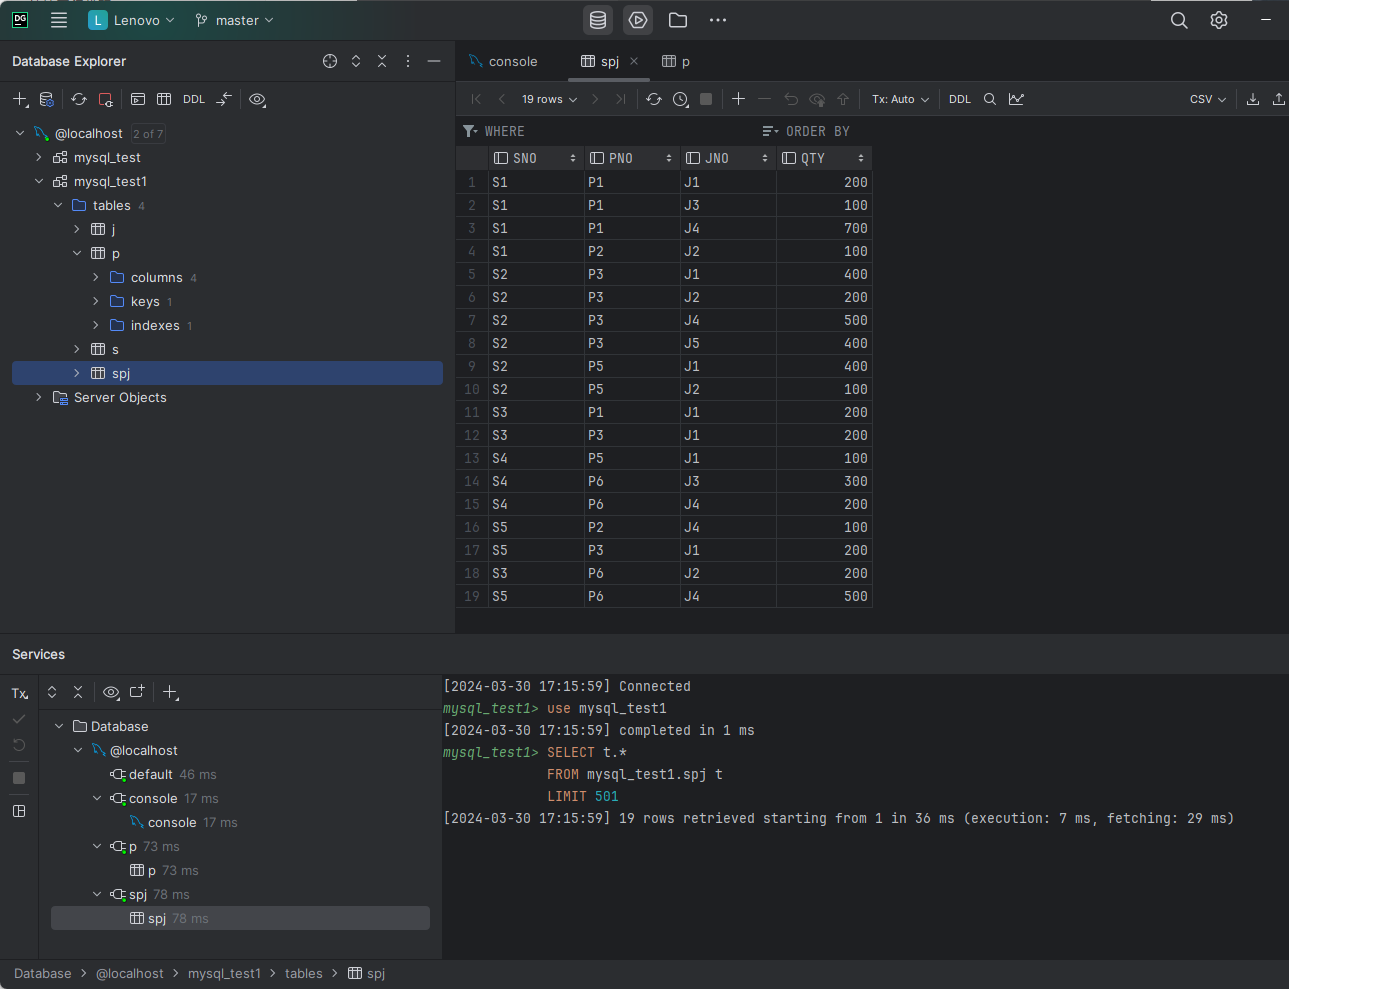 DG L Lenovo master
Database Explorer
console spj p
DDL
19 rows Tx: Auto DDL CSV
@localhost 2 of 7
mysql_test
mysql_test1
tables 4
j
p
columns 4
keys 1
indexes 1
s
spj
Server Objects
WHERE ORDER BY
SNO PNO JNO QTY
1 S1 P1 J1 200
2 S1 P1 J3 100
3 S1 P1 J4 700
4 S1 P2 J2 100
5 S2 P3 J1 400
6 S2 P3 J2 200
7 S2 P3 J4 500
8 S2 P3 J5 400
9 S2 P5 J1 400
10 S2 P5 J2 100
11 S3 P1 J1 200
12 S3 P3 J1 200
13 S4 P5 J1 100
14 S4 P6 J3 300
15 S4 P6 J4 200
16 S5 P2 J4 100
17 S5 P3 J1 200
18 S3 P6 J2 200
19 S5 P6 J4 500
Services
Tx
Database
@localhost
default 46 ms
console 17 ms
console 17 ms
p 73 ms
p 73 ms
spj 78 ms
spj 78 ms
[2024-03-30 17:15:59] Connected
mysql_test1> use mysql_test1
[2024-03-30 17:15:59] completed in 1 ms
mysql_test1> SELECT t.*
FROM mysql_test1.spj t
LIMIT 501
[2024-03-30 17:15:59] 19 rows retrieved starting from 1 in 36 ms (execution: 7 ms, fetching: 29 ms)
Database > @localhost > mysql_test1 > tables > spj